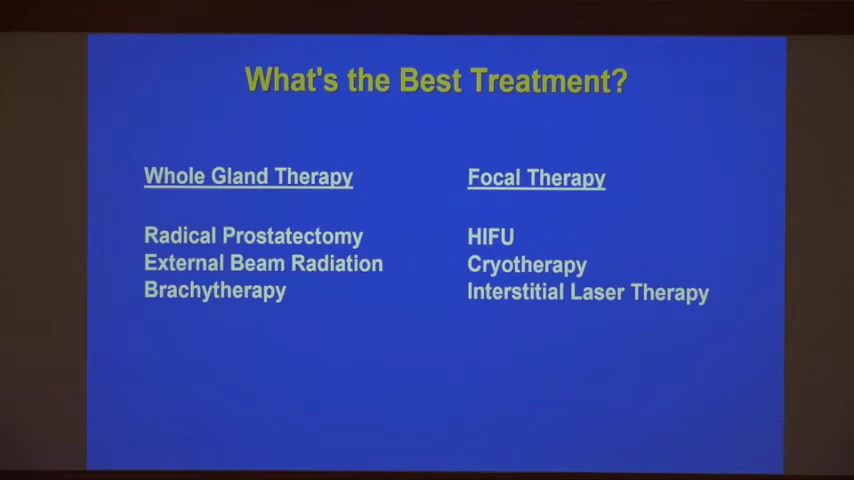 What's the Best Treatment?
Whole Gland Therapy
Radical Prostatectomy
External Beam Radiation
Brachytherapy
Focal Therapy
HIFU
Cryotherapy
Interstitial Laser Therapy